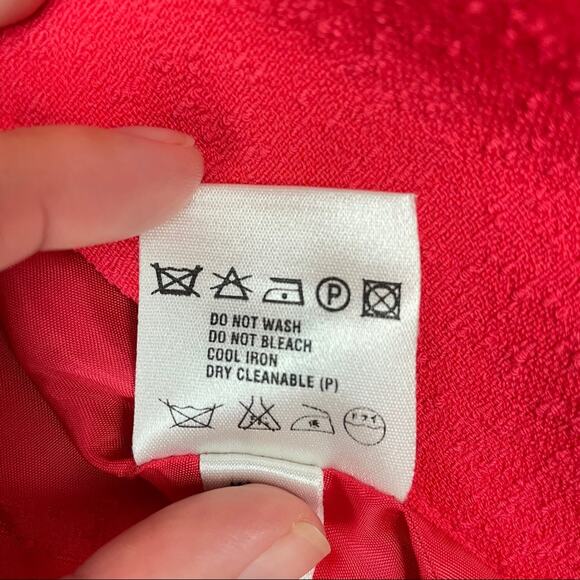 P
DO NOT WASH
DO NOT BLEACH
COOL IRON
DRY CLEANABLE (P)
ドライ